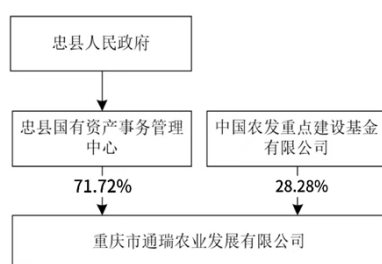 忠县人民政府
忠县国有资产事务管理
中心
中国农发重点建设基金
有限公司
71.72%
28.28%
重庆市通瑞农业发展有限公司